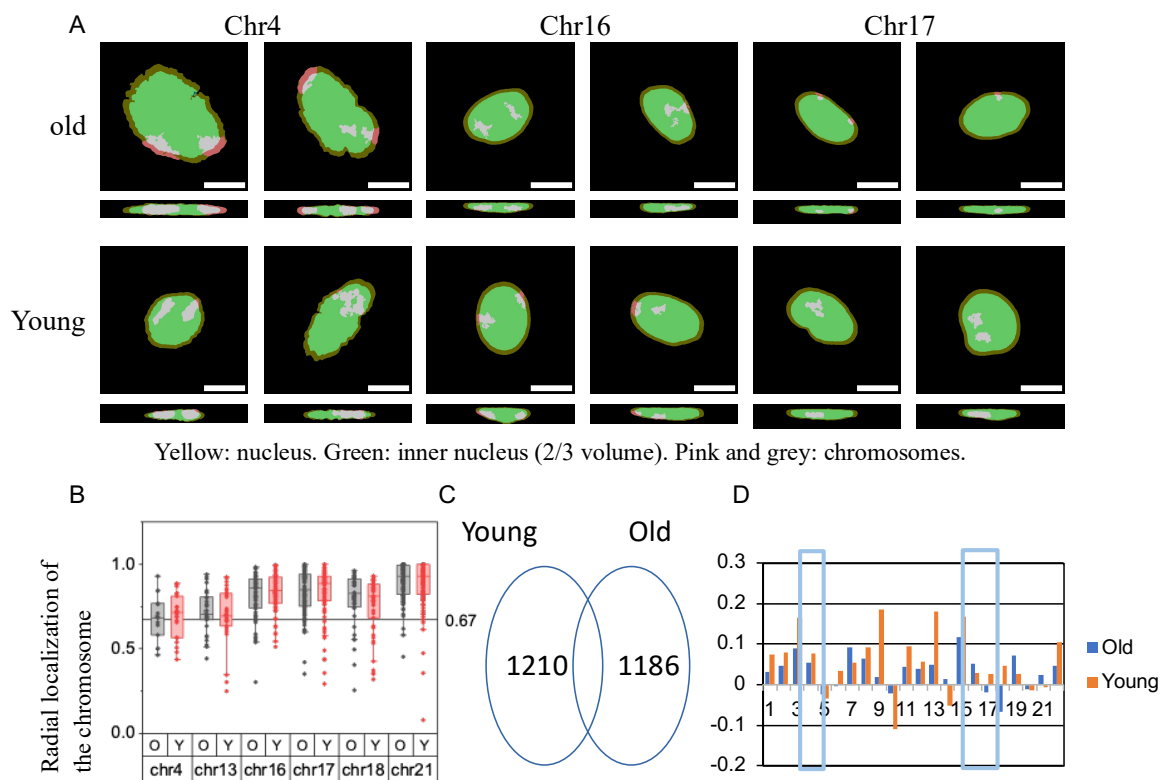 A
Chr4 Chr16 Chr17
old
Young
Yellow: nucleus. Green: inner nucleus (2/3 volume). Pink and grey: chromosomes.
B C D
Radial localization of
the chromosome
1.0
0.5
0.0
0.67
O Y O Y O Y O Y O Y O Y
chr4 chr13 chr16 chr17 chr18 chr21
Young Old
1210 1186
0.3
0.2
0.1
0
-0.1
-0.2
1 3 5 7 9 11 13 15 17 19 21
Old
Young